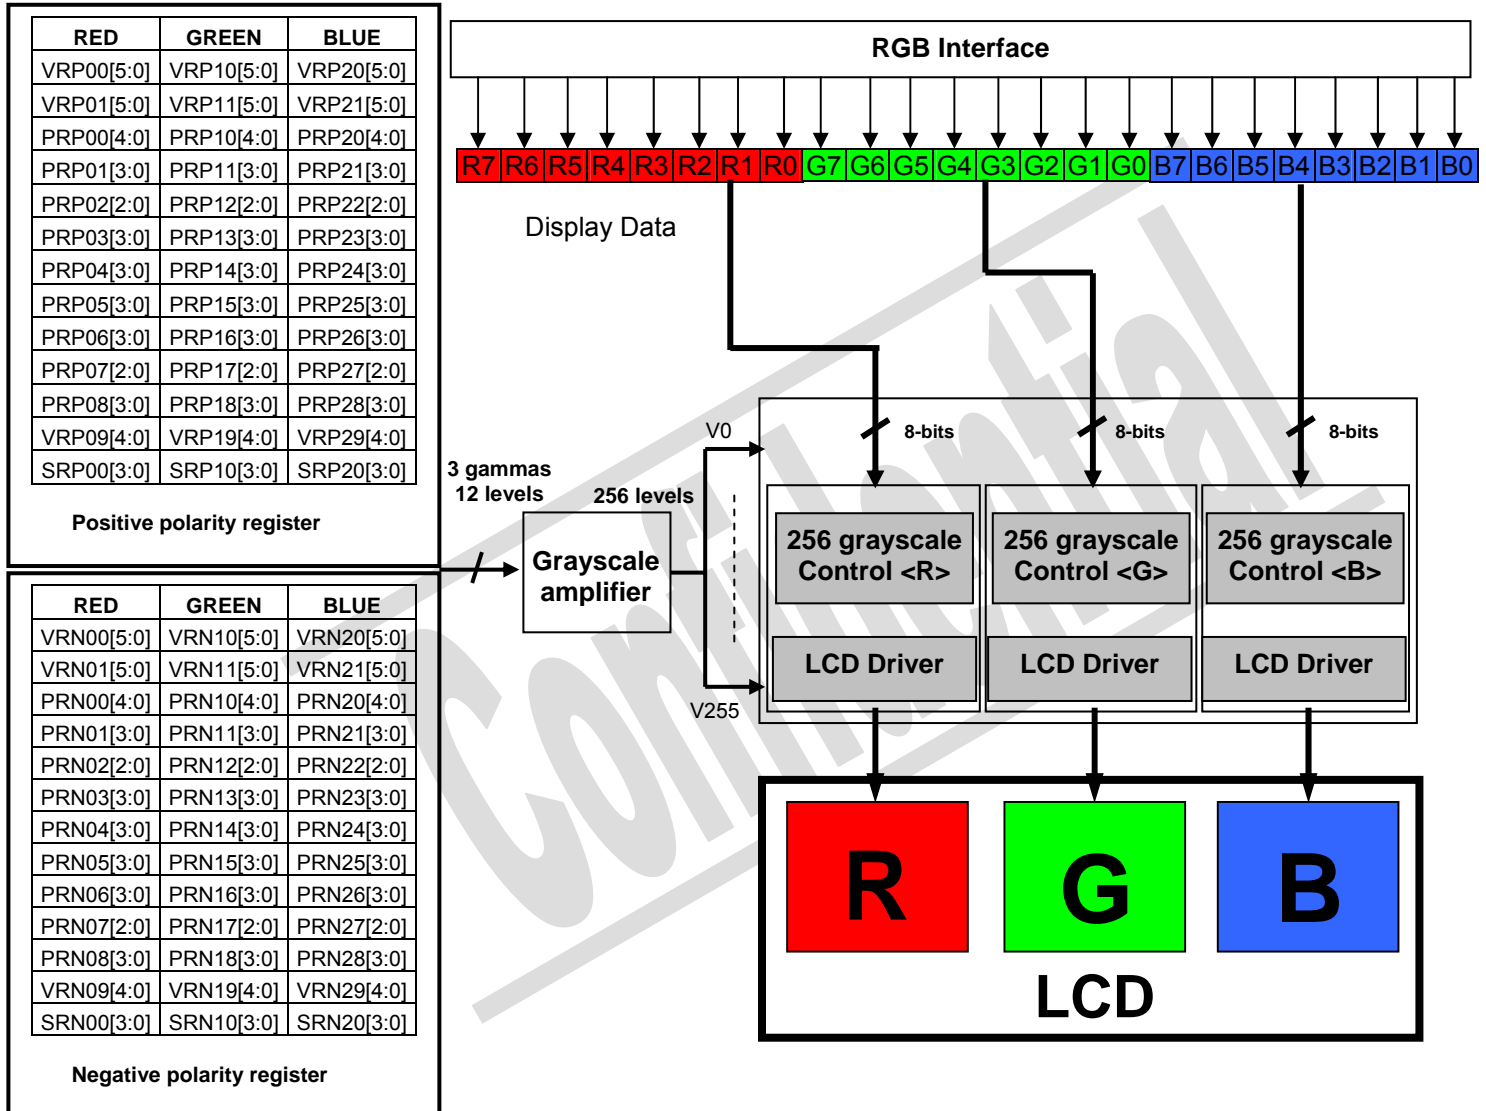 RED GREEN BLUE
VRP00[5:0] VRP10[5:0] VRP20[5:0]
VRP01[5:0] VRP11[5:0] VRP21[5:0]
PRP00[4:0] PRP10[4:0] PRP20[4:0]
PRP01[3:0] PRP11[3:0] PRP21[3:0]
PRP02[2:0] PRP12[2:0] PRP22[2:0]
PRP03[3:0] PRP13[3:0] PRP23[3:0]
PRP04[3:0] PRP14[3:0] PRP24[3:0]
PRP05[3:0] PRP15[3:0] PRP25[3:0]
PRP06[3:0] PRP16[3:0] PRP26[3:0]
PRP07[2:0] PRP17[2:0] PRP27[2:0]
PRP08[3:0] PRP18[3:0] PRP28[3:0]
VRP09[4:0] VRP19[4:0] VRP29[4:0]
SRP00[3:0] SRP10[3:0] SRP20[3:0]
Positive polarity register
RED GREEN BLUE
VRN00[5:0] VRN10[5:0] VRN20[5:0]
VRN01[5:0] VRN11[5:0] VRN21[5:0]
PRN00[4:0] PRN10[4:0] PRN20[4:0]
PRN01[3:0] PRN11[3:0] PRN21[3:0]
PRN02[2:0] PRN12[2:0] PRN22[2:0]
PRN03[3:0] PRN13[3:0] PRN23[3:0]
PRN04[3:0] PRN14[3:0] PRN24[3:0]
PRN05[3:0] PRN15[3:0] PRN25[3:0]
PRN06[3:0] PRN16[3:0] PRN26[3:0]
PRN07[2:0] PRN17[2:0] PRN27[2:0]
PRN08[3:0] PRN18[3:0] PRN28[3:0]
VRN09[4:0] VRN19[4:0] VRN29[4:0]
SRN00[3:0] SRN10[3:0] SRN20[3:0]
Negative polarity register
RGB Interface
R7 R6 R5 R4 R3 R2 R1 R0 G7 G6 G5 G4 G3 G2 G1 G0 B7 B6 B5 B4 B3 B2 B1 B0
Display Data
8-bits 8-bits 8-bits
V0
3 gammas
12 levels
256 levels
Grayscale
amplifier
V255
256 grayscale
Control <R>
256 grayscale
Control <G>
256 grayscale
Control <B>
LCD Driver LCD Driver LCD Driver
R G B
LCD
Confidential